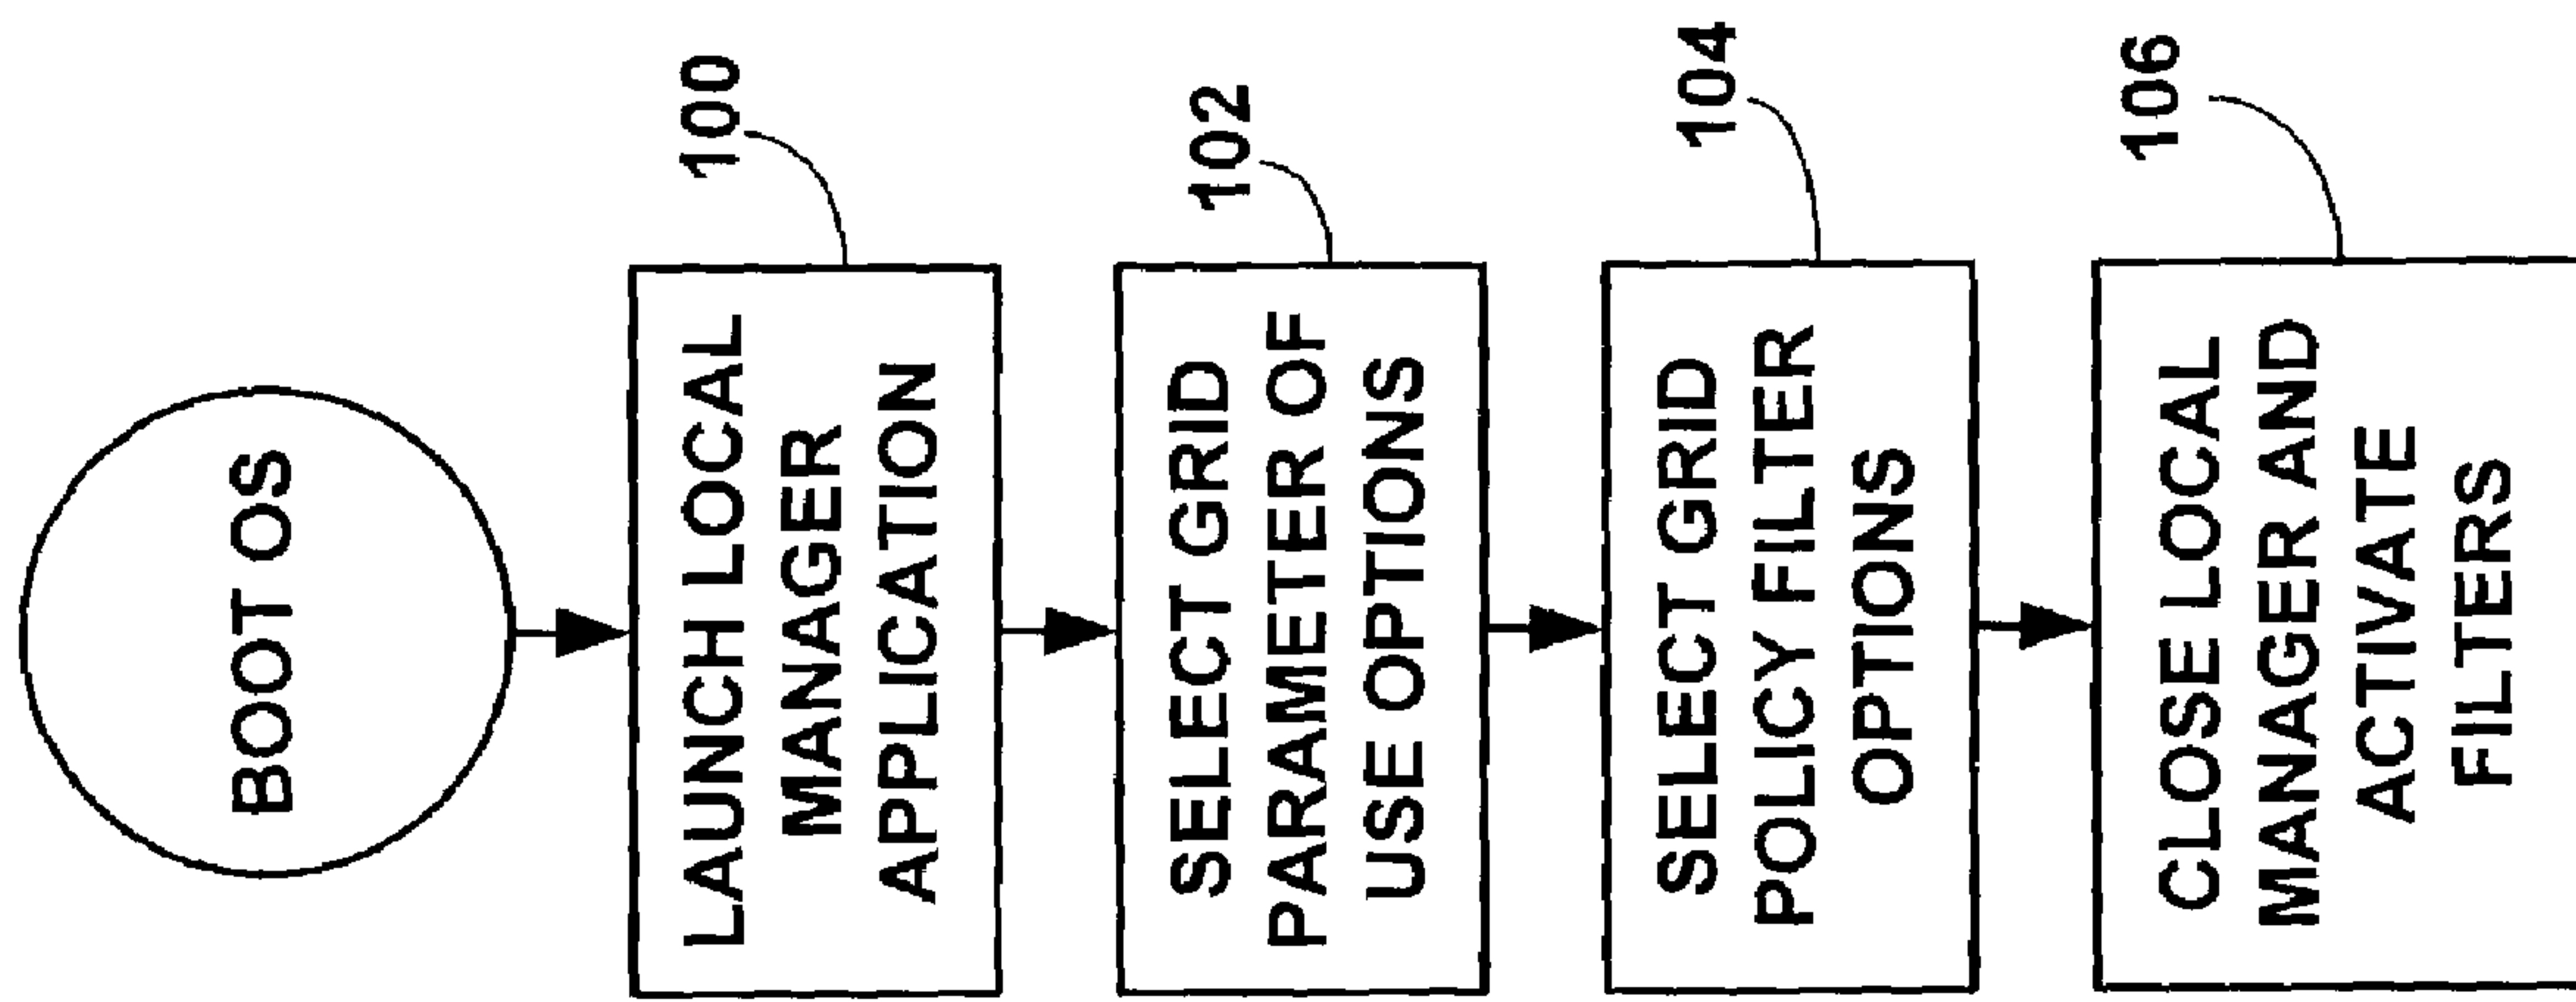 BOOT OS
LAUNCH LOCAL
MANAGER
APPLICATION
100
SELECT GRID
PARAMETER OF
USE OPTIONS
102
SELECT GRID
POLICY FILTER
OPTIONS
104
CLOSE LOCAL
MANAGER AND
ACTIVATE
FILTERS
106